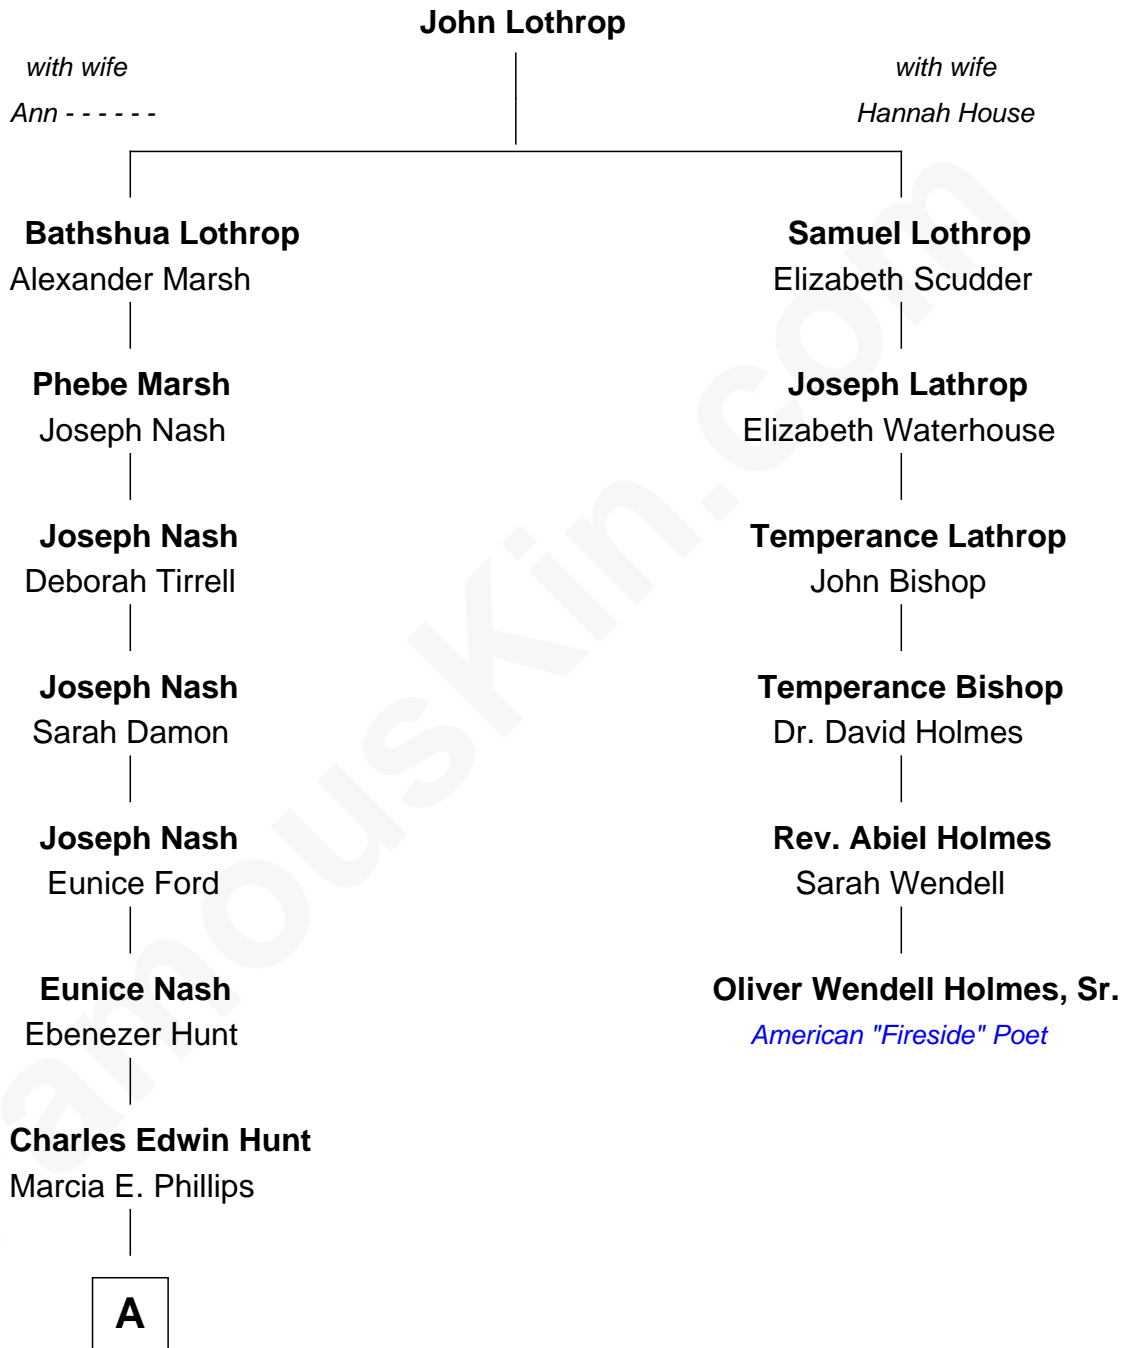 John Lothrop
with wife
Ann - - - - - -
with wife
Hannah House
Bathshua Lothrop
Alexander Marsh
Samuel Lothrop
Elizabeth Scudder
Phebe Marsh
Joseph Nash
Joseph Lathrop
Elizabeth Waterhouse
Joseph Nash
Deborah Tirrell
Temperance Lathrop
John Bishop
Joseph Nash
Sarah Damon
Temperance Bishop
Dr. David Holmes
Joseph Nash
Eunice Ford
Rev. Abiel Holmes
Sarah Wendell
Eunice Nash
Ebenezer Hunt
Oliver Wendell Holmes, Sr.
American "Fireside" Poet
Charles Edwin Hunt
Marcia E. Phillips
A
amouskin.com